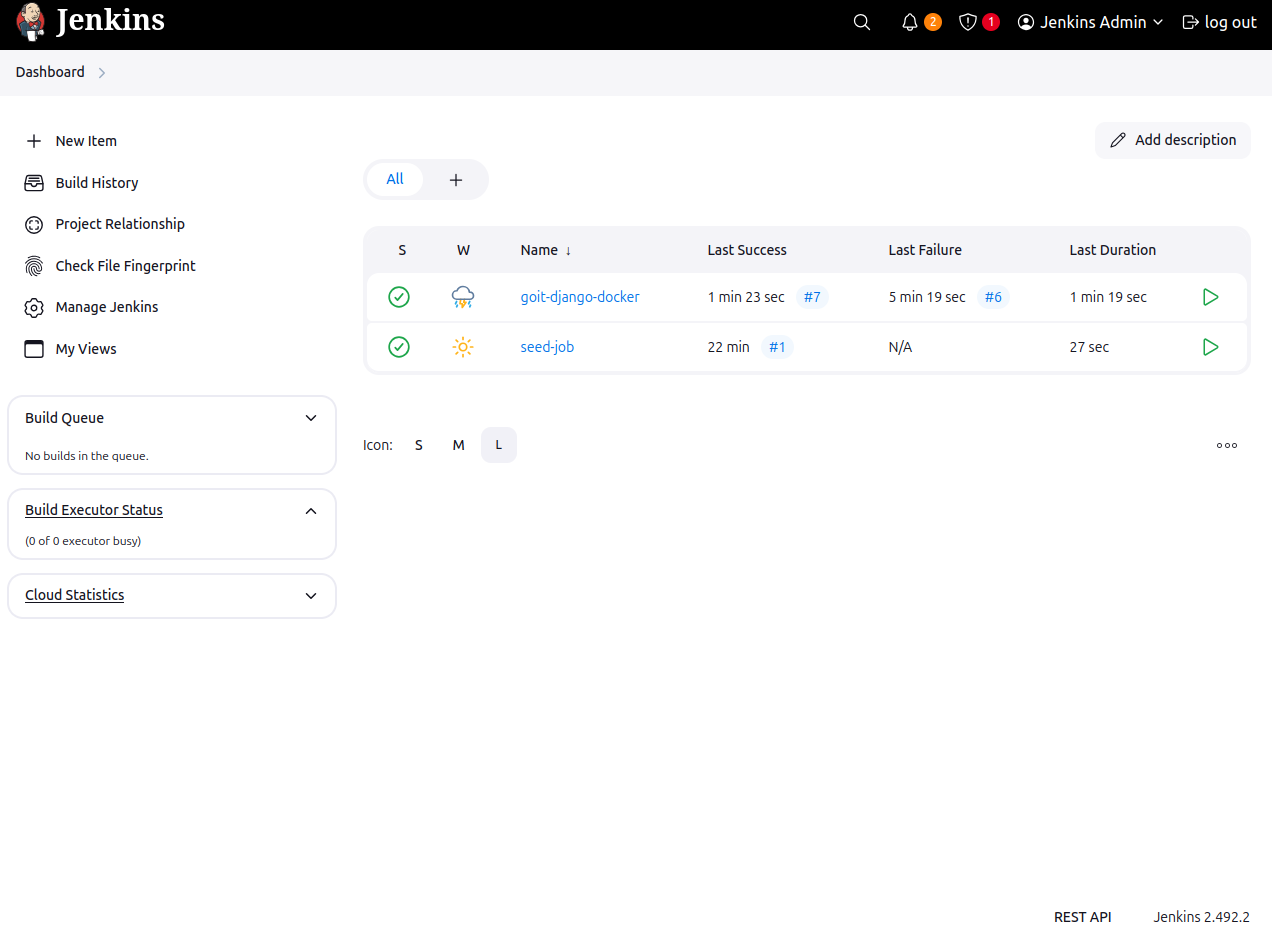 Jenkins
2
1
Jenkins Admin
log out
Dashboard
New Item
Build History
Project Relationship
Check File Fingerprint
Manage Jenkins
My Views
Build Queue
No builds in the queue.
Build Executor Status
(0 of 0 executor busy)
Cloud Statistics
Add description
All
+
S W Name ↓ Last Success Last Failure Last Duration
goit-django-docker 1 min 23 sec #7 5 min 19 sec #6 1 min 19 sec
seed-job 22 min #1 N/A 27 sec
Icon: S M L
REST API Jenkins 2.492.2